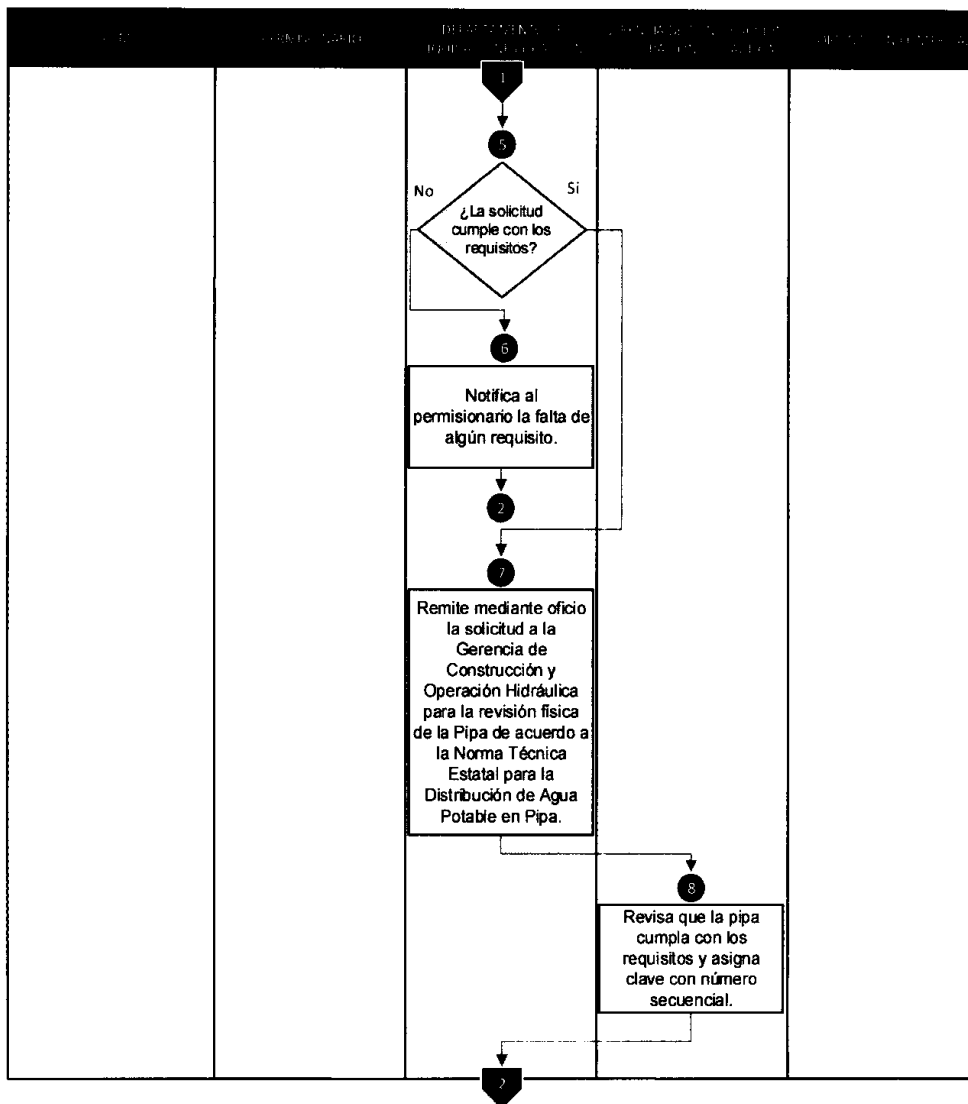 1
5
No
Si
¿La solicitud
cumple con los
requisitos?
6
Notifica al
permisionario la falta de
algún requisito.
2
7
Remite mediante oficio
la solicitud a la
Gerencia de
Construcción y
Operación Hidráulica
para la revisión física
de la Pipa de acuerdo a
la Norma Técnica
Estatal para la
Distribución de Agua
Potable en Pipa.
8
Revisa que la pipa
cumpla con los
requisitos y asigna
clave con número
secuencial.
2